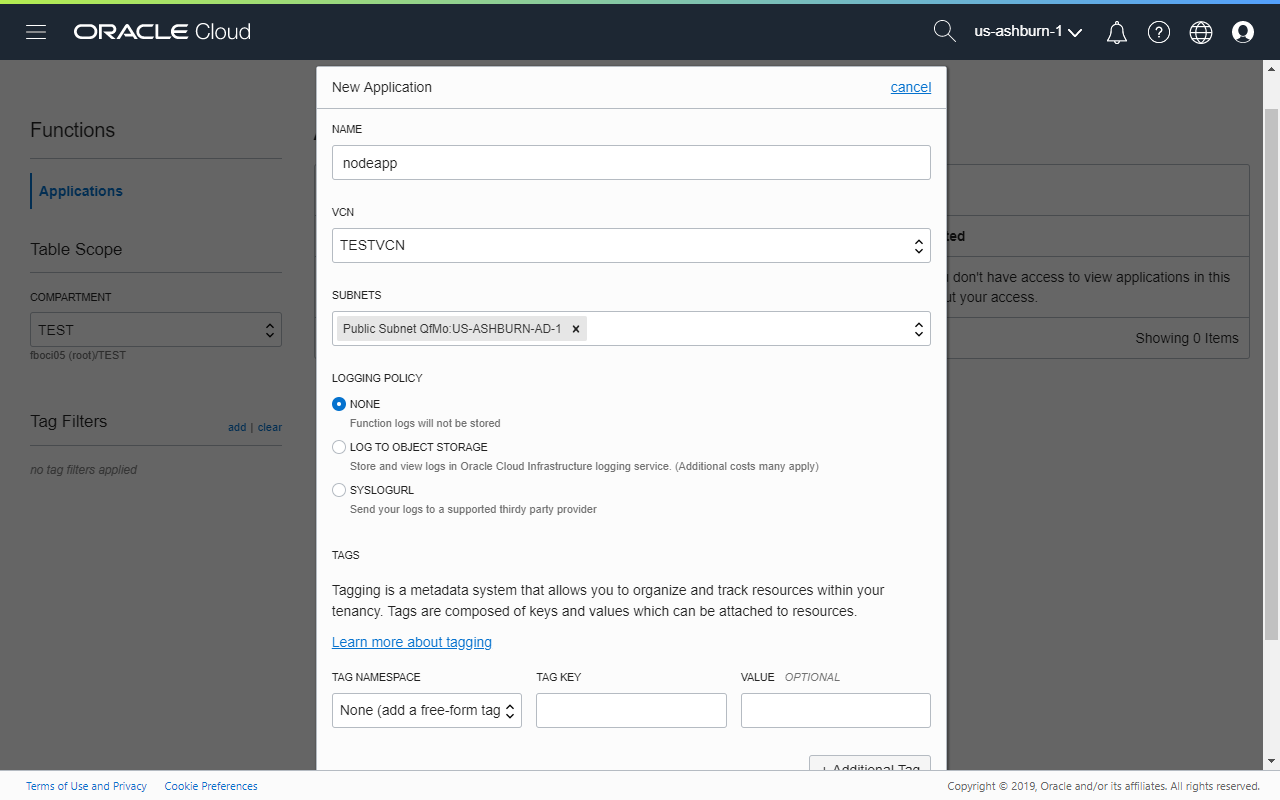 ORACLE Cloud
us-ashburn-1
New Application
cancel
Functions
Applications
Table Scope
COMPARTMENT
TEST
fboci05 (root)/TEST
Tag Filters
add | clear
no tag filters applied
NAME
nodeapp
VCN
TESTVCN
SUBNETS
Public Subnet QfMo:US-ASHBURN-AD-1 ×
LOGGING POLICY
NONE
Function logs will not be stored
LOG TO OBJECT STORAGE
Store and view logs in Oracle Cloud Infrastructure logging service. (Additional costs many apply)
SYSLOGURL
Send your logs to a supported thirdy party provider
TAGS
Tagging is a metadata system that allows you to organize and track resources within your
tenancy. Tags are composed of keys and values which can be attached to resources.
Learn more about tagging
TAG NAMESPACE
TAG KEY
VALUE OPTIONAL
None (add a free-form tag
+ Additional Tag
ted
don't have access to view applications in this
ut your access.
Showing 0 Items
Terms of Use and Privacy
Cookie Preferences
Copyright © 2019, Oracle and/or its affiliates. All rights reserved.